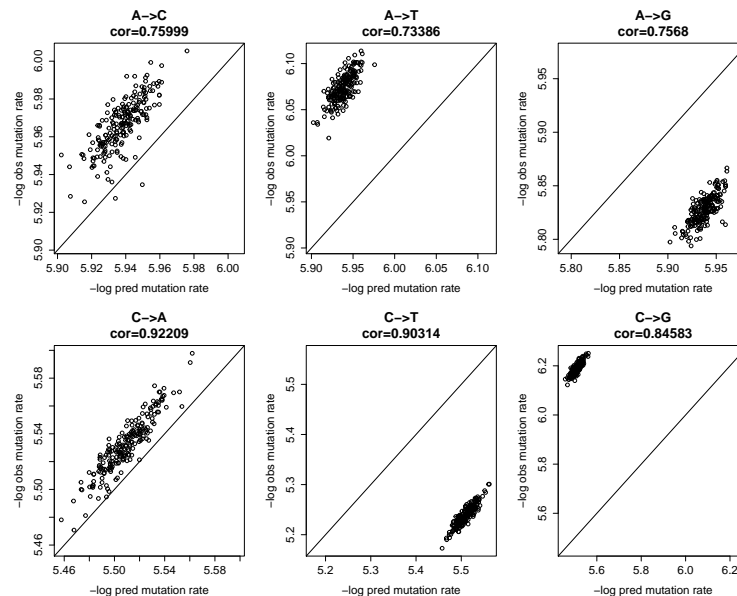 A−>C
cor=0.75999
−log obs mutation rate
5.90 5.92 5.94 5.96 5.98 6.00
5.90 5.92 5.94 5.96 5.98 6.00
−log pred mutation rate
A−>T
cor=0.73386
−log obs mutation rate
5.90 5.95 6.00 6.05 6.10
5.90 5.95 6.00 6.05 6.10
−log pred mutation rate
A−>G
cor=0.7568
−log obs mutation rate
5.80 5.85 5.90 5.95
5.80 5.85 5.90 5.95
−log pred mutation rate
C−>A
cor=0.92209
−log obs mutation rate
5.46 5.50 5.54 5.58
5.46 5.50 5.54 5.58
−log pred mutation rate
C−>T
cor=0.90314
−log obs mutation rate
5.2 5.3 5.4 5.5
5.2 5.3 5.4 5.5
−log pred mutation rate
C−>G
cor=0.84583
−log obs mutation rate
5.6 5.8 6.0 6.2
5.6 5.8 6.0 6.2
−log pred mutation rate